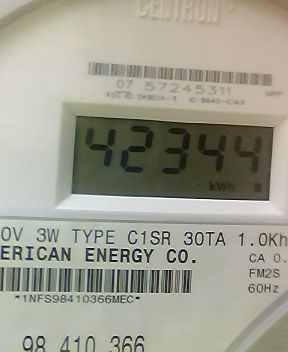 CENTRON
07 57245311
42344
kWh
0V 3W TYPE C1SR 30TA 1.0Kh
ERICAN ENERGY CO.
CA 0.
FM2S
60Hz
*1NFS98410366MEC*
98 410 366